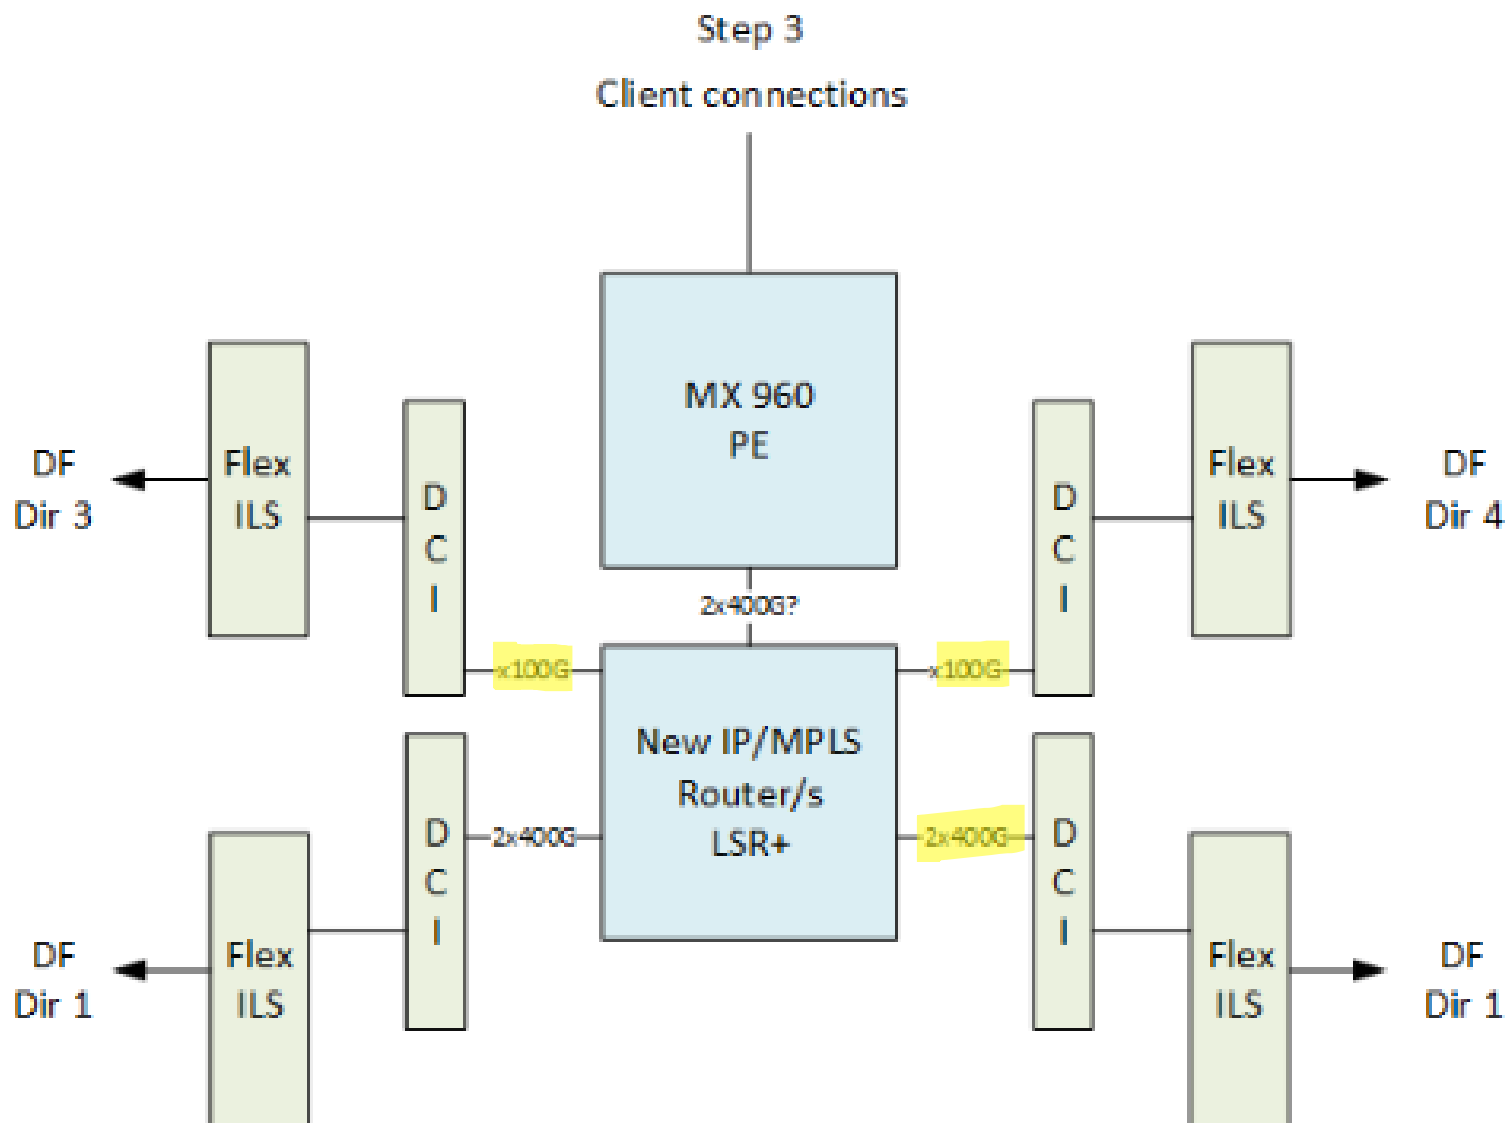 Step 3
Client connections
MX 960
PE
Flex
ILS
Flex
ILS
DF
Dir 3
DF
Dir 4
D
C
I
D
C
I
2x400G?
x100G
x100G
New IP/MPLS
Router/s
LSR+
2x400G
2x400G
D
C
I
D
C
I
DF
Dir 1
Flex
ILS
Flex
ILS
DF
Dir 1